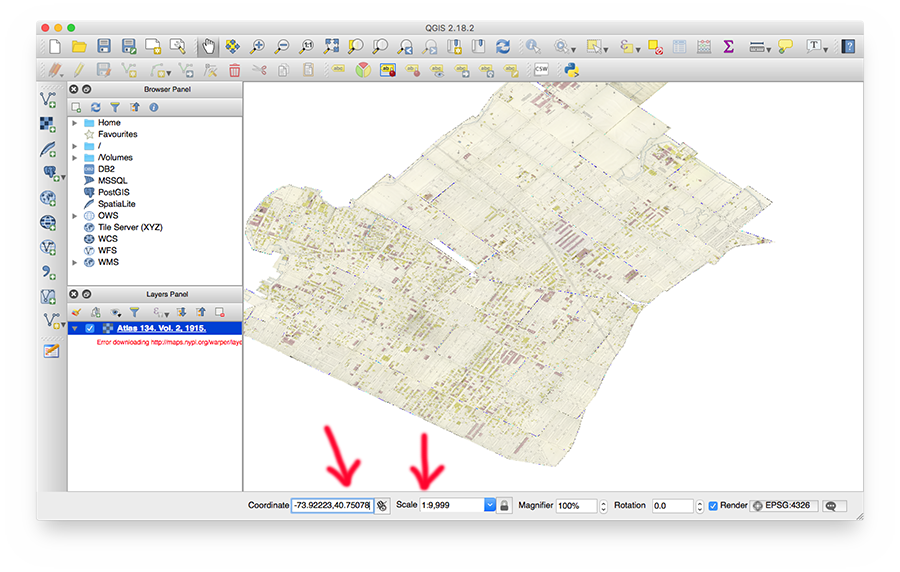 QGIS 2.18.2
Browser Panel
Home
Favourites
/
/Volumes
DB2
MSSQL
PostGIS
SpatiaLite
OWS
Tile Server (XYZ)
WCS
WFS
WMS
Layers Panel
Atlas 134. Vol. 2, 1915.
Error downloading http://maps.nypl.org/warper/laye
Coordinate -73.92223,40.75078 Scale 1:9,999 Magnifier 100% Rotation 0.0 Render EPSG:4326